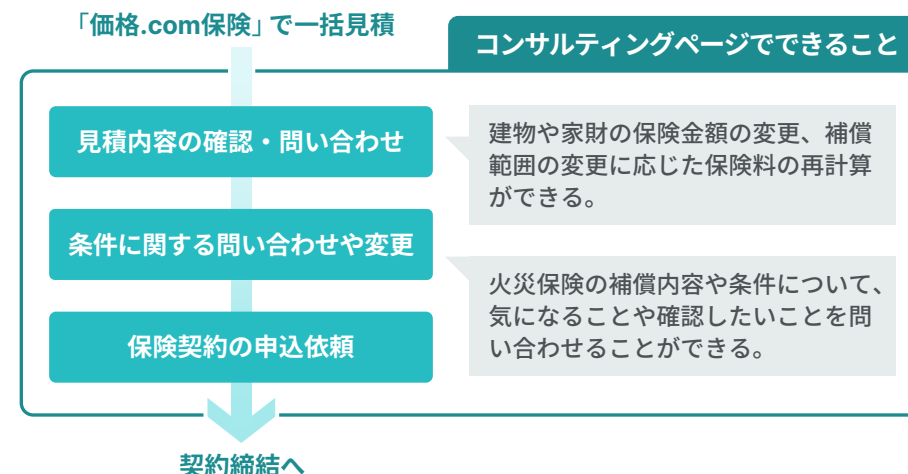 「価格.com保険」で一括見積
コンサルティングページでできること
見積内容の確認・問い合わせ
建物や家財の保険金額の変更、補償
範囲の変更に応じた保険料の再計算
ができる。
条件に関する問い合わせや変更
火災保険の補償内容や条件について、
気になることや確認したいことを問
い合わせることができる。
保険契約の申込依頼
契約締結へ